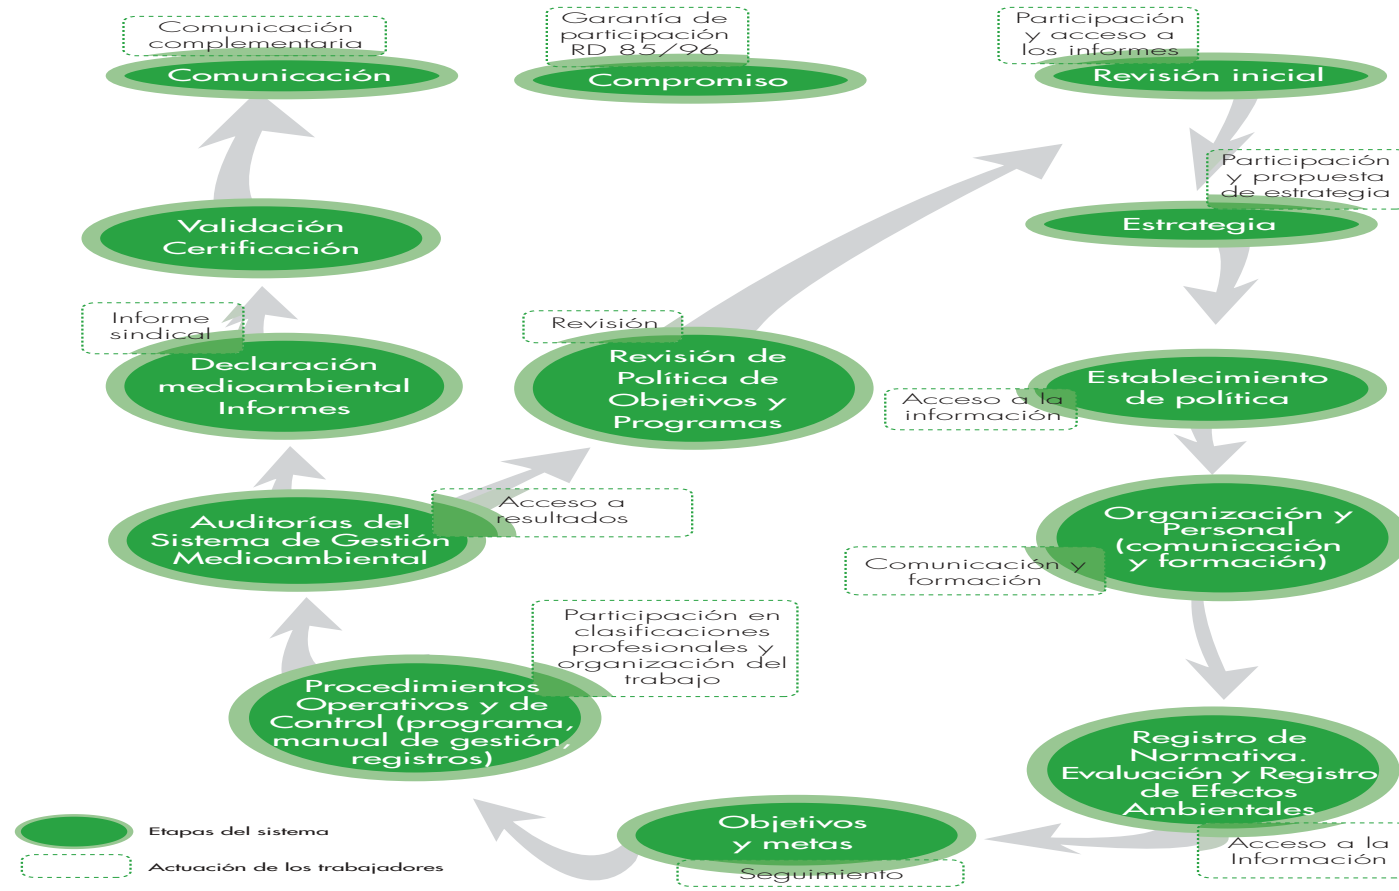 Comunicación
complementaria
Comunicación
Garantía de
participación
RD 85/96
Compromiso
Participación
y acceso a
los informes
Revisión inicial
Participación
y propuesta
de estrategia
Estrategia
Validación
Certificación
Informe
sindical
Declaración
medioambiental
Informes
Revisión
Revisión de
Política de
Objetivos y
Programas
Acceso a la
información
Establecimiento
de política
Auditorías del
Sistema de Gestión
Medioambiental
Acceso a
resultados
Organización y
Personal
(comunicación
y formación)
Comunicación y
formación
Participación en
clasificaciones
profesionales y
organización del
trabajo
Procedimientos
Operativos y de
Control (programa,
manual de gestión,
registros)
Registro de
Normativa.
Evaluación y Registro
de Efectos
Ambientales
Acceso a la
Información
Objetivos
y metas
Seguimiento
Etapas del sistema
Actuación de los trabajadores